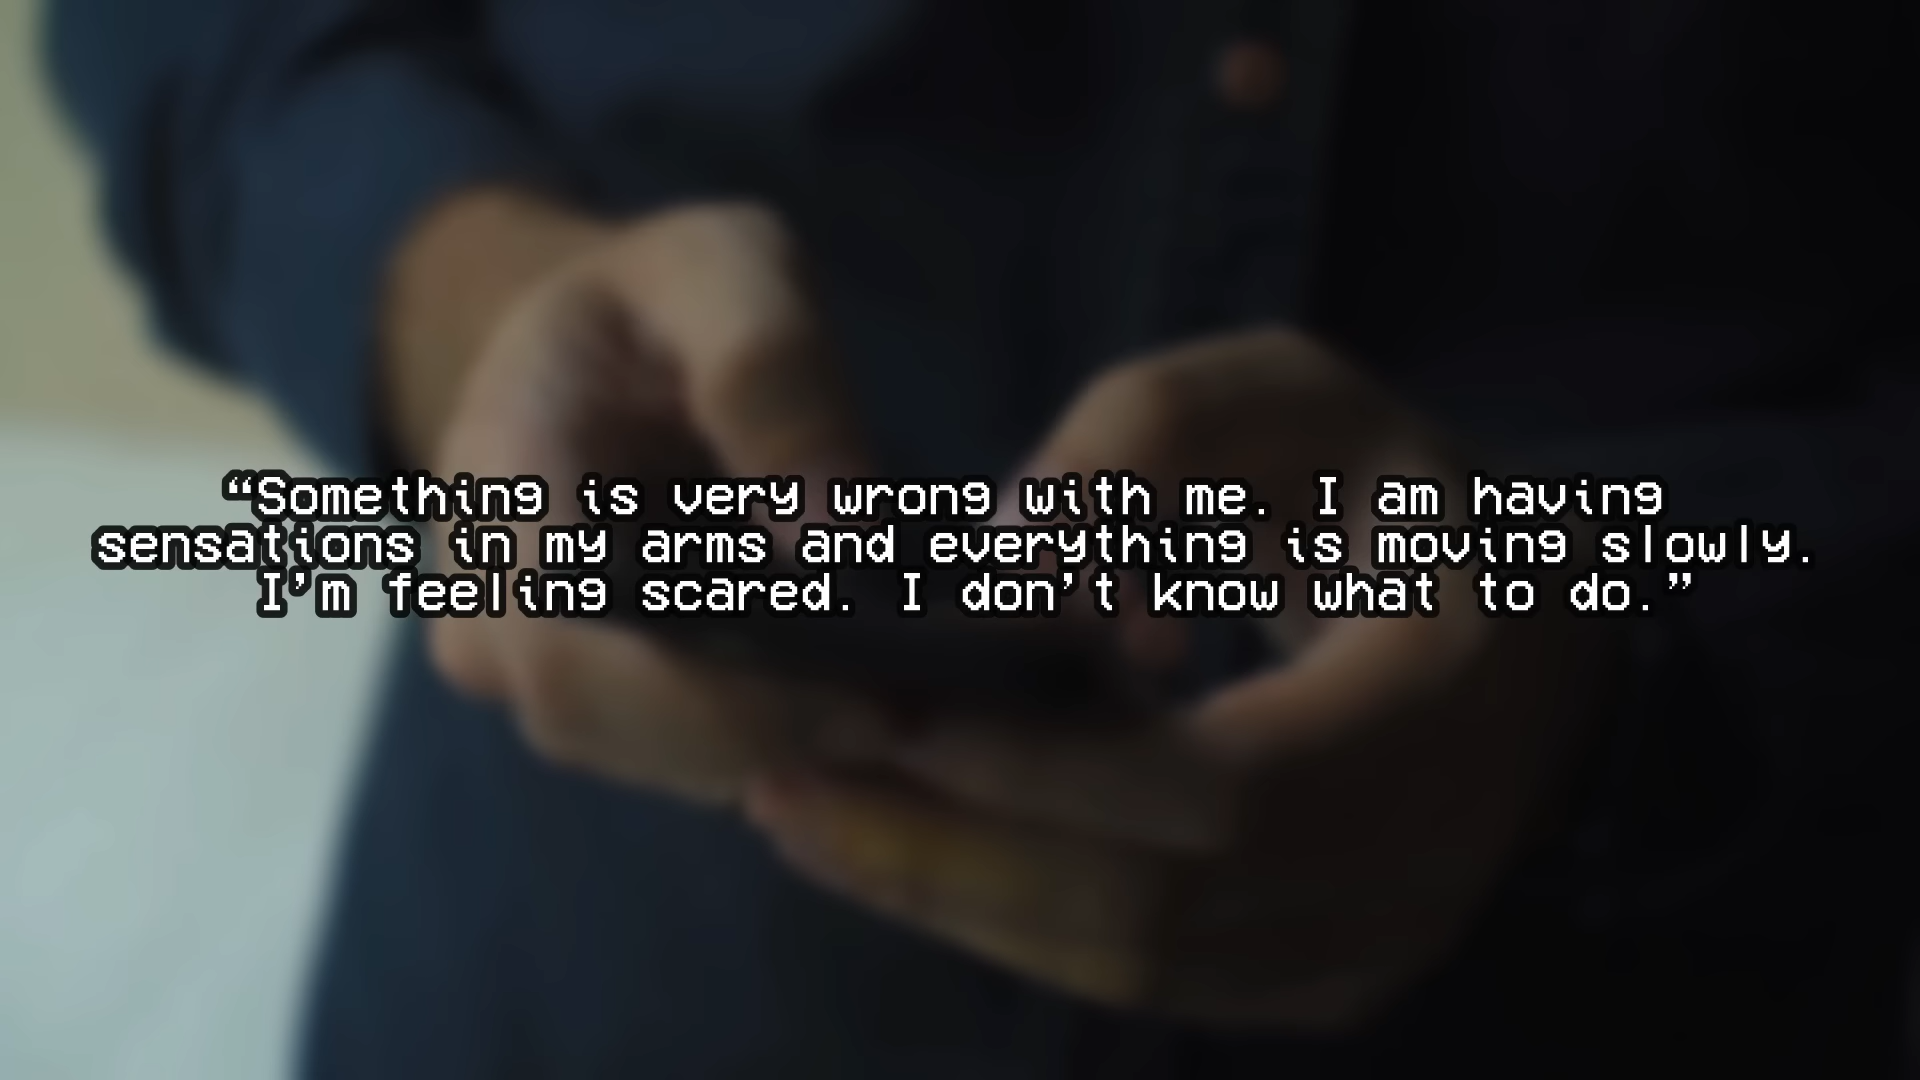 “Something is very wrong with me. I am having
sensations in my arms and everything is moving slowly.
I’m feeling scared. I don’t know what to do.”